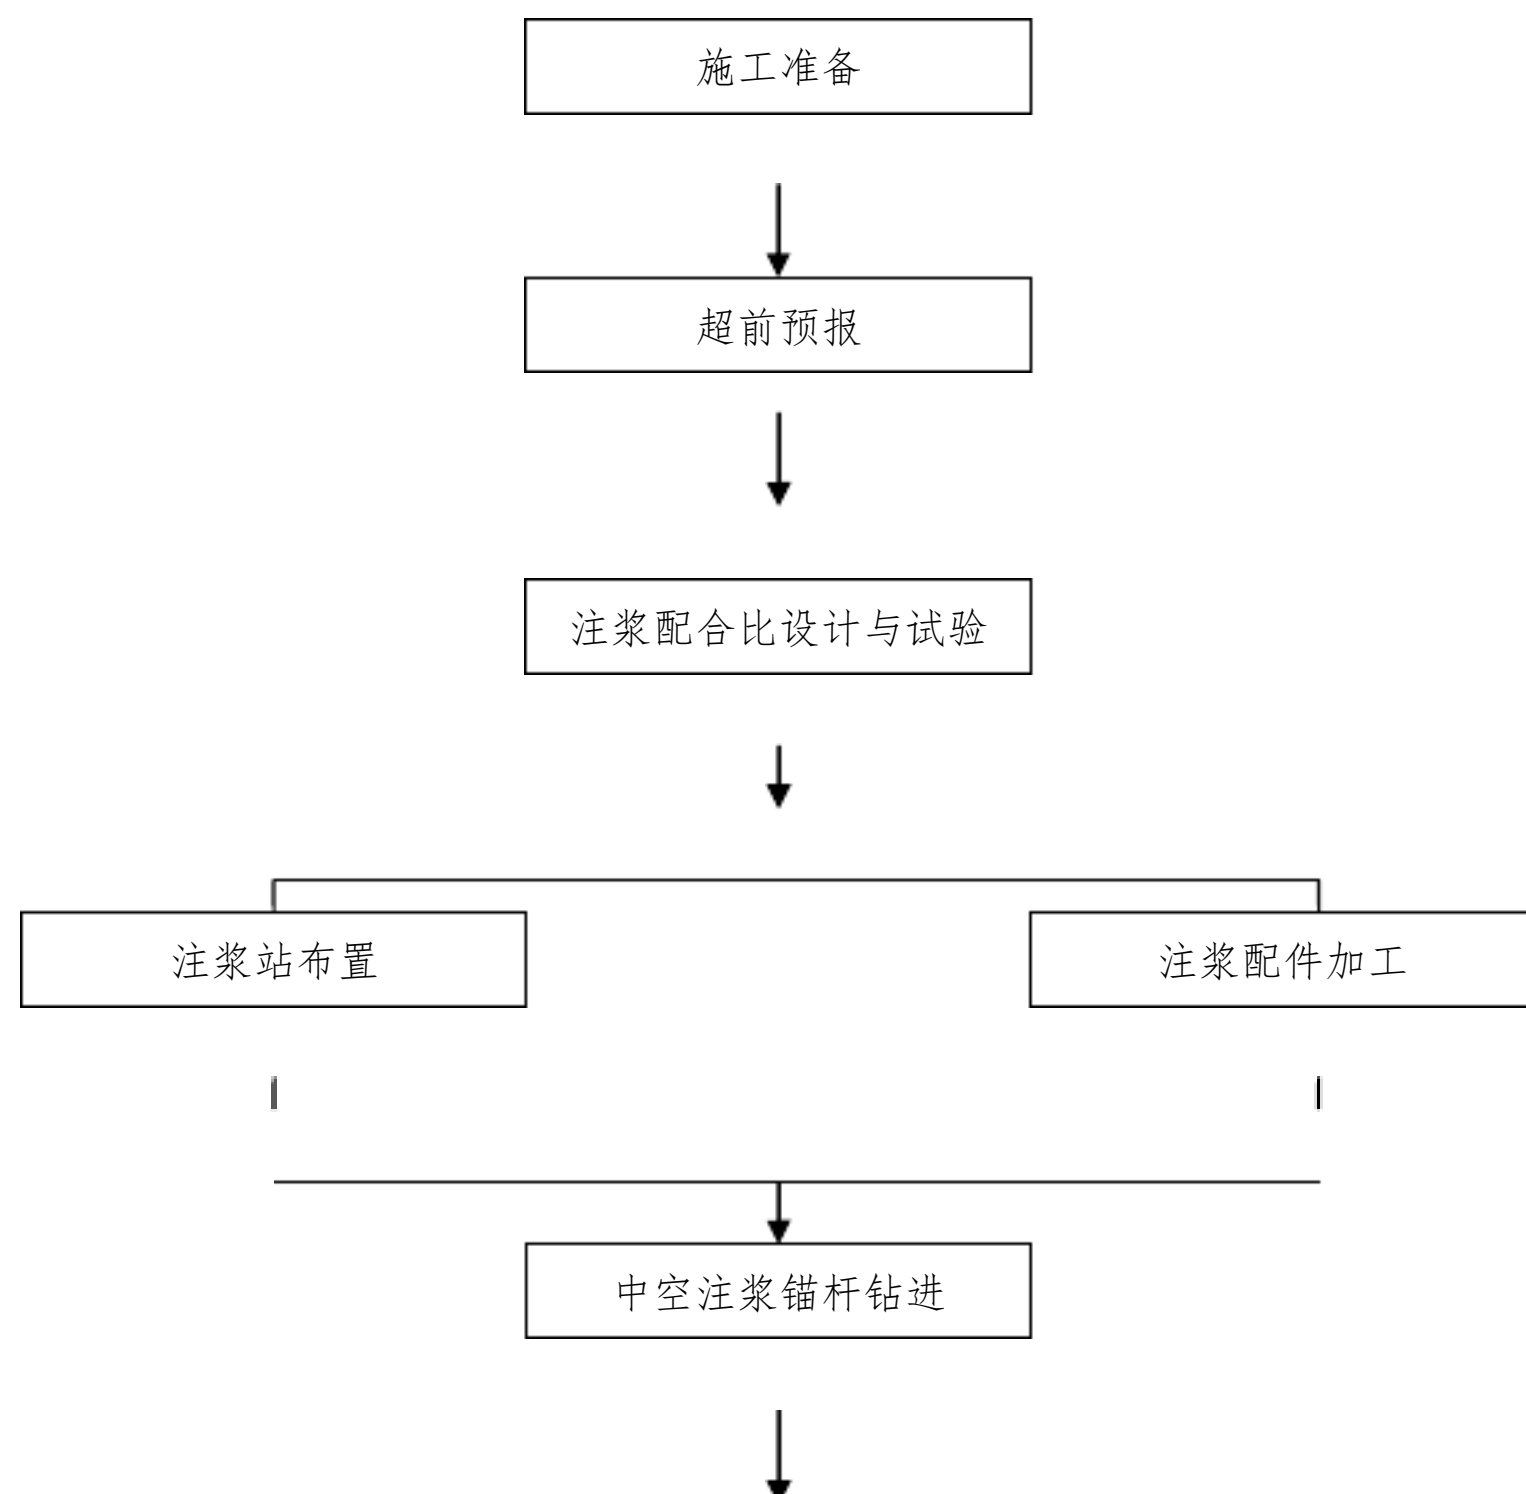 施工准备
超前预报
注浆配合比设计与试验
注浆站布置
注浆配件加工
中空注浆锚杆钻进